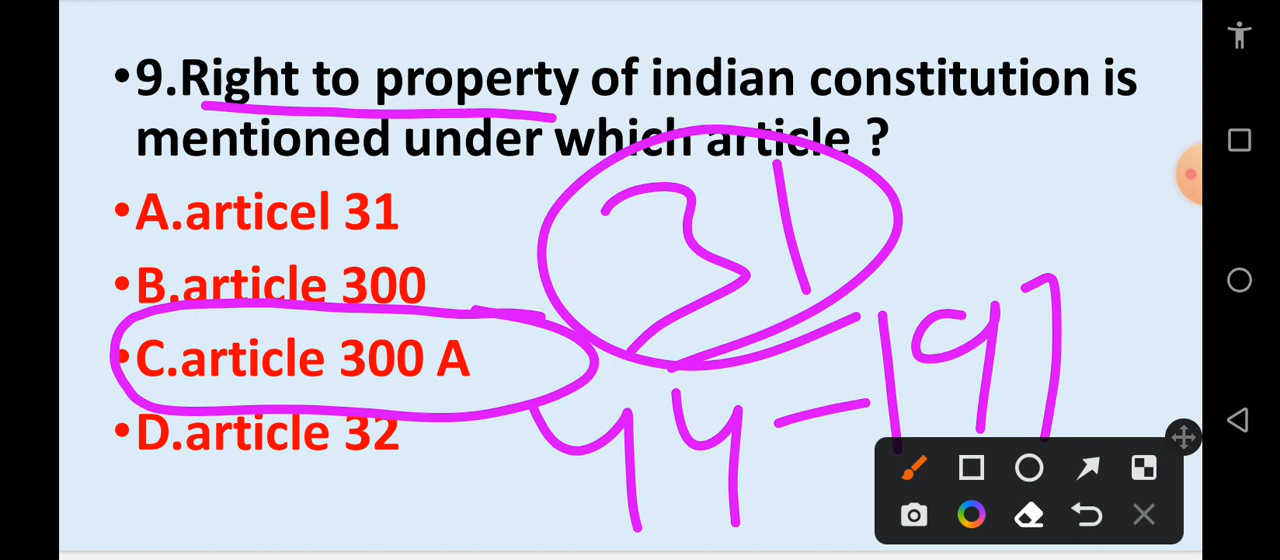 •9.Right to property of indian constitution is
mentioned under which article ?
•A.articel 31
•B.article 300
•C.article 300 A
•D.article 32
31
44-197